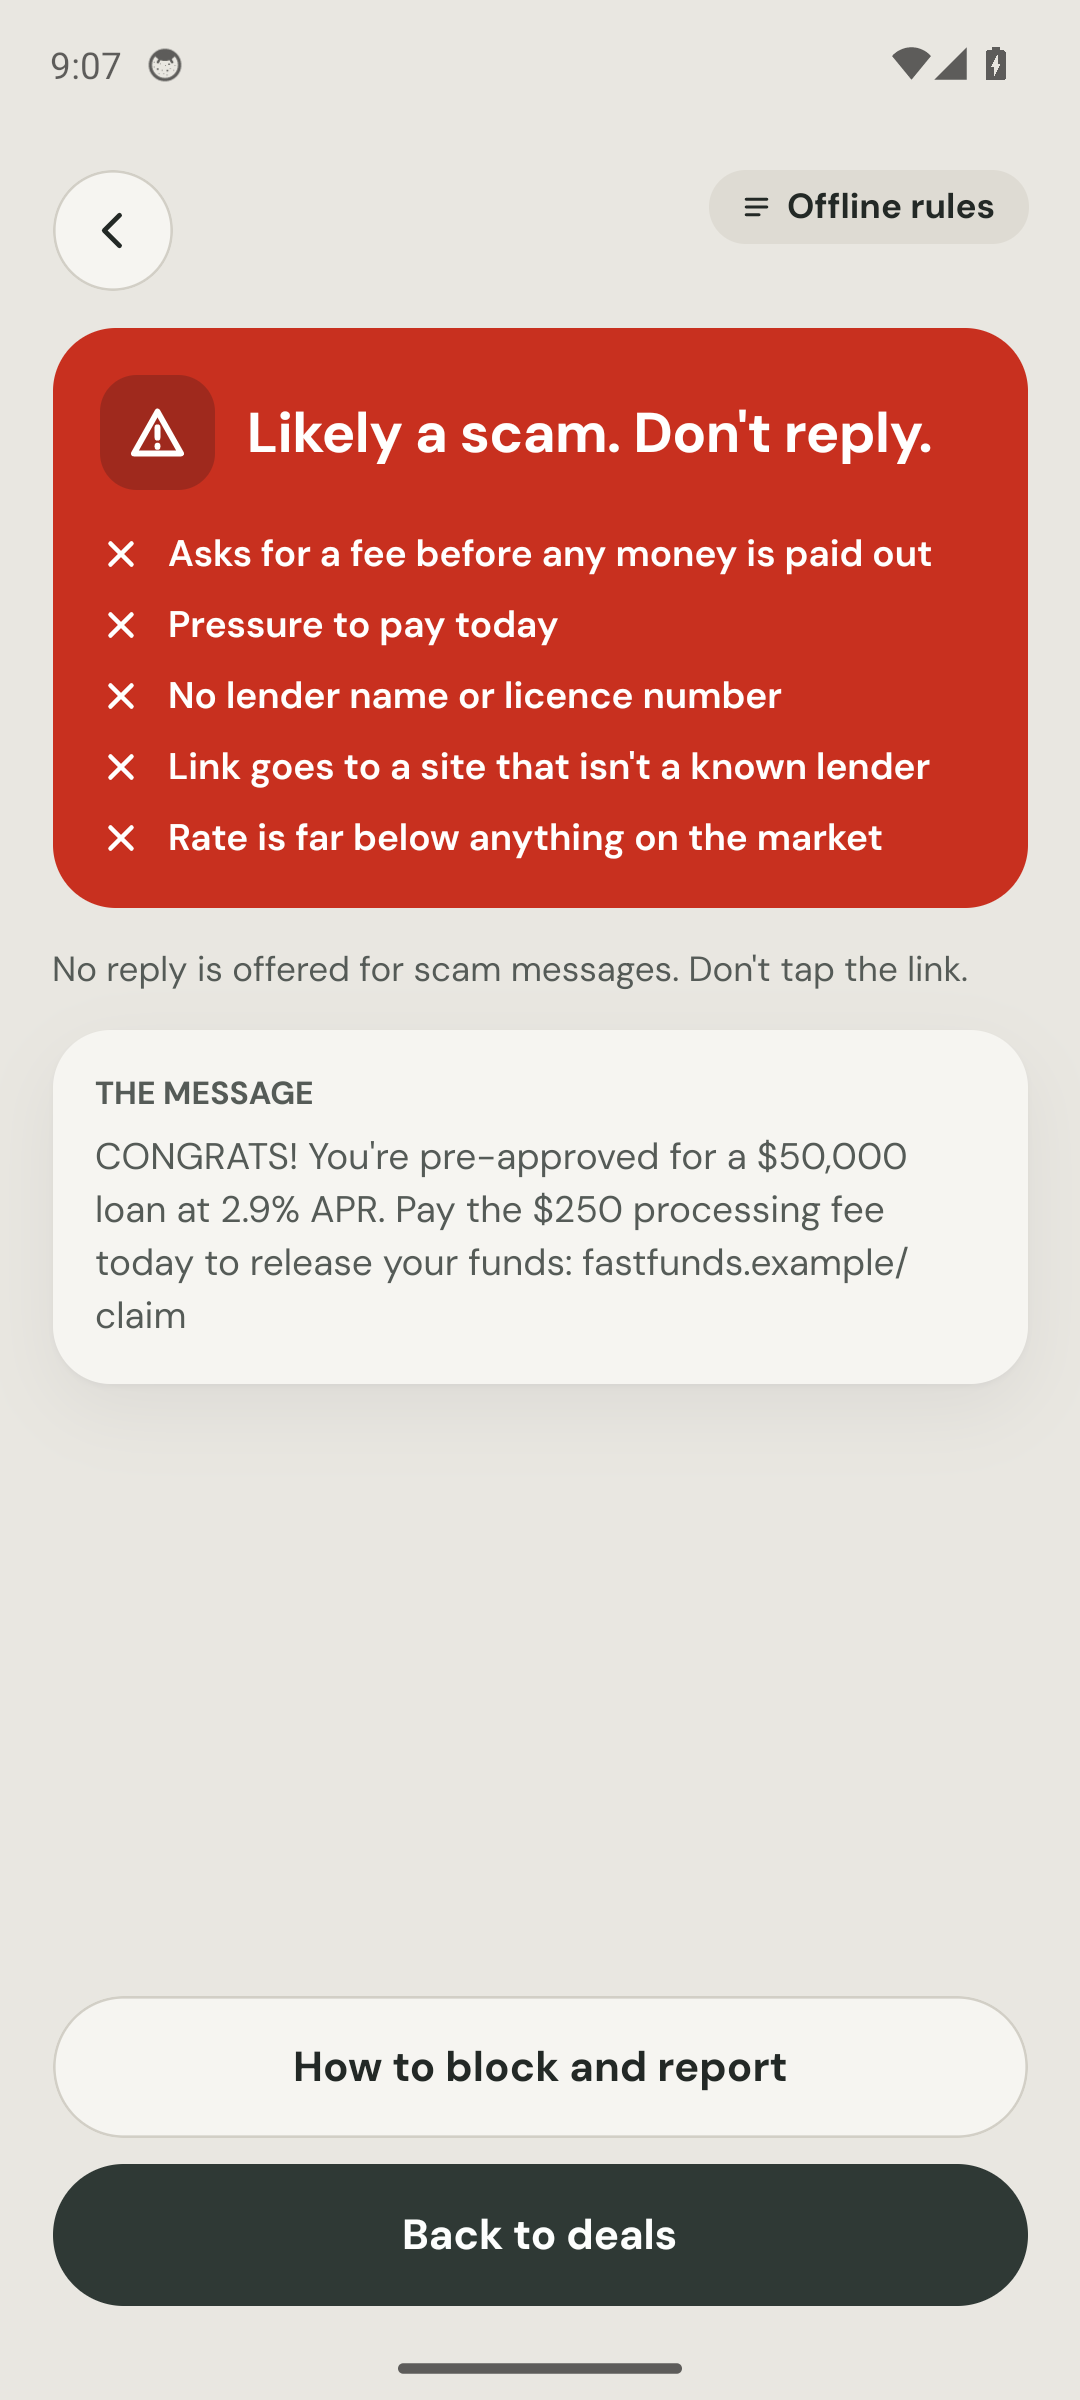 9:07
Offline rules
Likely a scam. Don't reply.
Asks for a fee before any money is paid out
Pressure to pay today
No lender name or licence number
Link goes to a site that isn't a known lender
Rate is far below anything on the market
No reply is offered for scam messages. Don't tap the link.
THE MESSAGE
CONGRATS! You're pre-approved for a $50,000
loan at 2.9% APR. Pay the $250 processing fee
today to release your funds: fastfunds.example/
claim
How to block and report
Back to deals